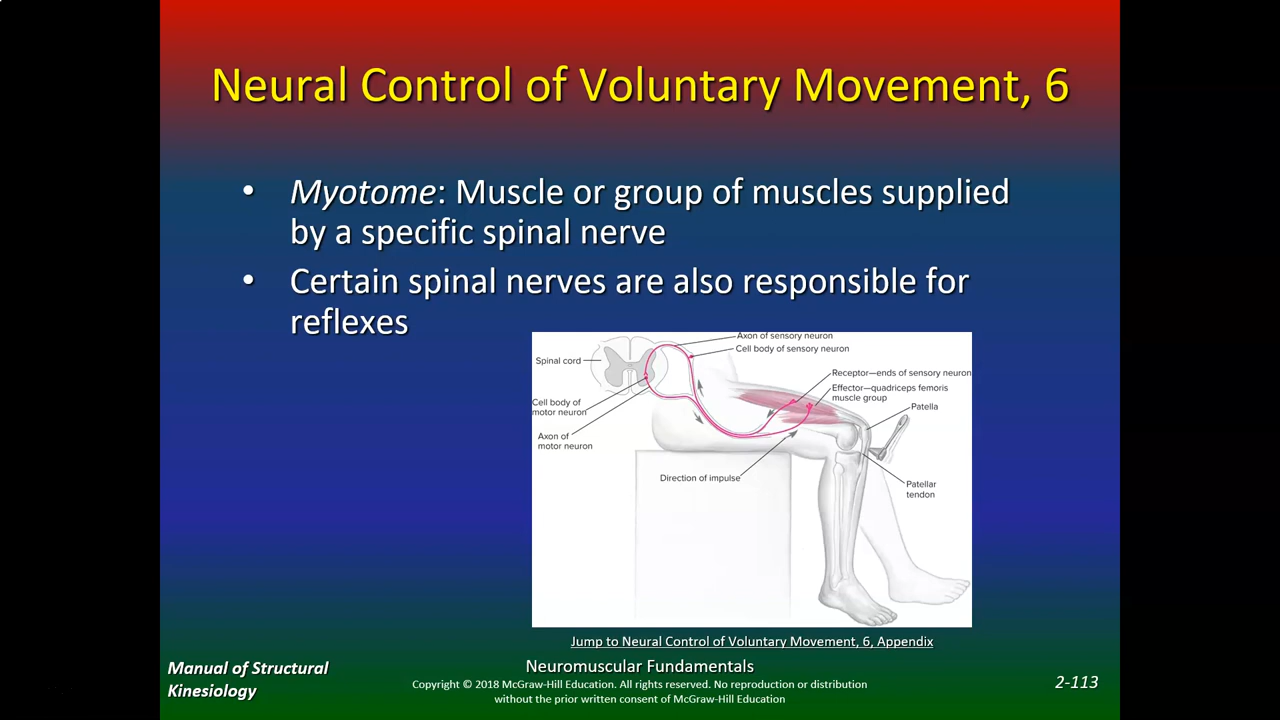 Neural Control of Voluntary Movement, 6
• Myotome: Muscle or group of muscles supplied
by a specific spinal nerve
• Certain spinal nerves are also responsible for
reflexes
Axon of sensory neuron
Cell body of sensory neuron
Spinal cord
Receptor—ends of sensory neuron
Effector—quadriceps femoris
muscle group
Cell body of
motor neuron
Patella
Axon of
motor neuron
Direction of impulse
Patellar
tendon
Jump to Neural Control of Voluntary Movement, 6, Appendix
Manual of Structural
Kinesiology
Neuromuscular Fundamentals
Copyright © 2018 McGraw-Hill Education. All rights reserved. No reproduction or distribution
without the prior written consent of McGraw-Hill Education
2-113